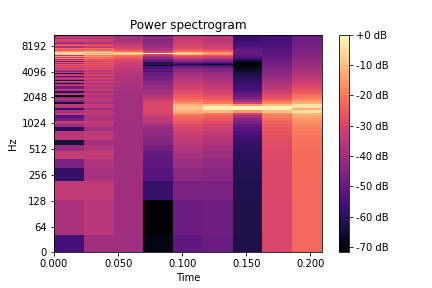 Power spectrogram
Hz
8192
4096
2048
1024
512
256
128
64
0
0.000 0.050 0.100 0.150 0.200
Time
+0 dB
-10 dB
-20 dB
-30 dB
-40 dB
-50 dB
-60 dB
-70 dB